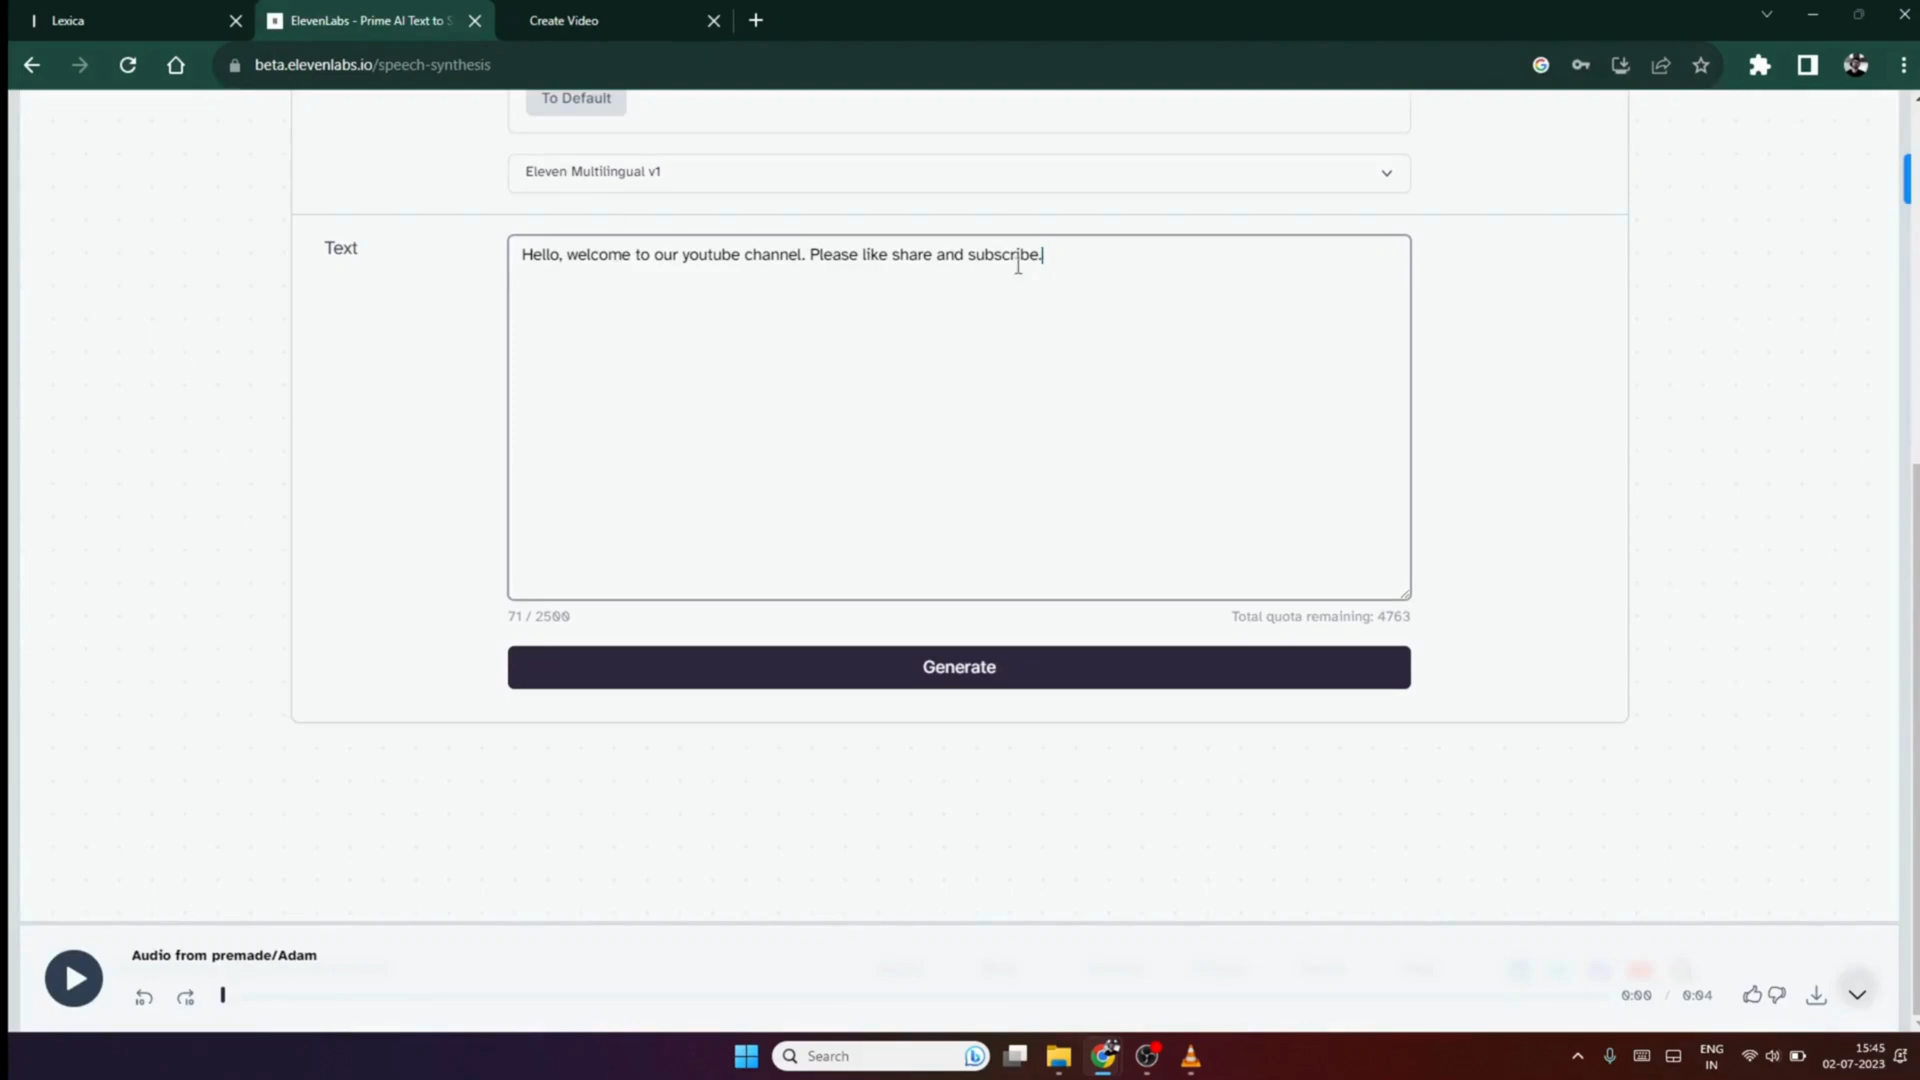 Lexica
ElevenLabs - Prime AI Text to S
Create Video
beta.elevenlabs.io/speech-synthesis
To Default
Eleven Multilingual v1
Text
Hello, welcome to our youtube channel. Please like share and subscribe.
71 / 2500
Total quota remaining: 4763
Generate
Audio from premade/Adam
10
10
0:00 / 0:04
Search
ENG
IN
15:45
02-07-2023